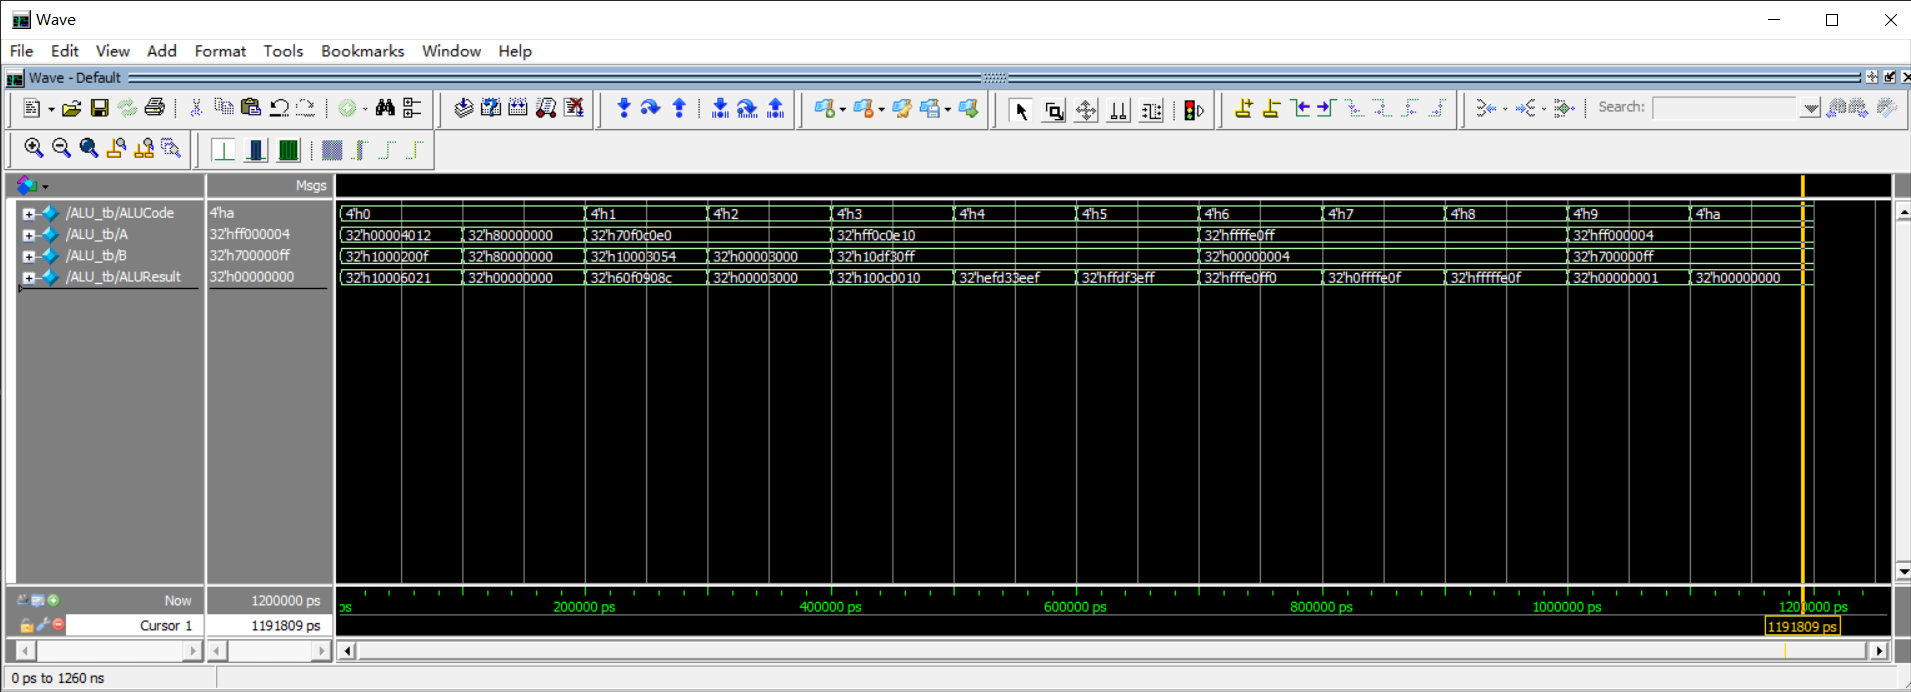 Wave
File Edit View Add Format Tools Bookmarks Window Help
Wave - Default
Search:
Msgs
/ALU_tb/ALUCode 4'ha 4'h0 4'h1 4'h2 4'h3 4'h4 4'h5 4'h6 4'h7 4'h8 4'h9 4'ha
/ALU_tb/A 32'hff000004 32'h00004012 32'h80000000 32'h70f0c0e0 32'hff0c0e10 32'hffffe0ff 32'hff000004
/ALU_tb/B 32'h700000ff 32'h1000200f 32'h80000000 32'h10003054 32'h00003000 32'h10df30ff 32'h00000004 32'h700000ff
/ALU_tb/ALUResult 32'h00000000 32'h10006021 32'h00000000 32'h60f0908c 32'h00003000 32'h100c0010 32'hefd33eef 32'hffdf3eff 32'hfffe0ff0 32'h0ffffe0f 32'hfffffe0f 32'h00000001 32'h00000000
Now 1200000 ps ps 200000 ps 400000 ps 600000 ps 800000 ps 1000000 ps 1200000 ps
Cursor 1 1191809 ps 1191809 ps
0 ps to 1260 ns